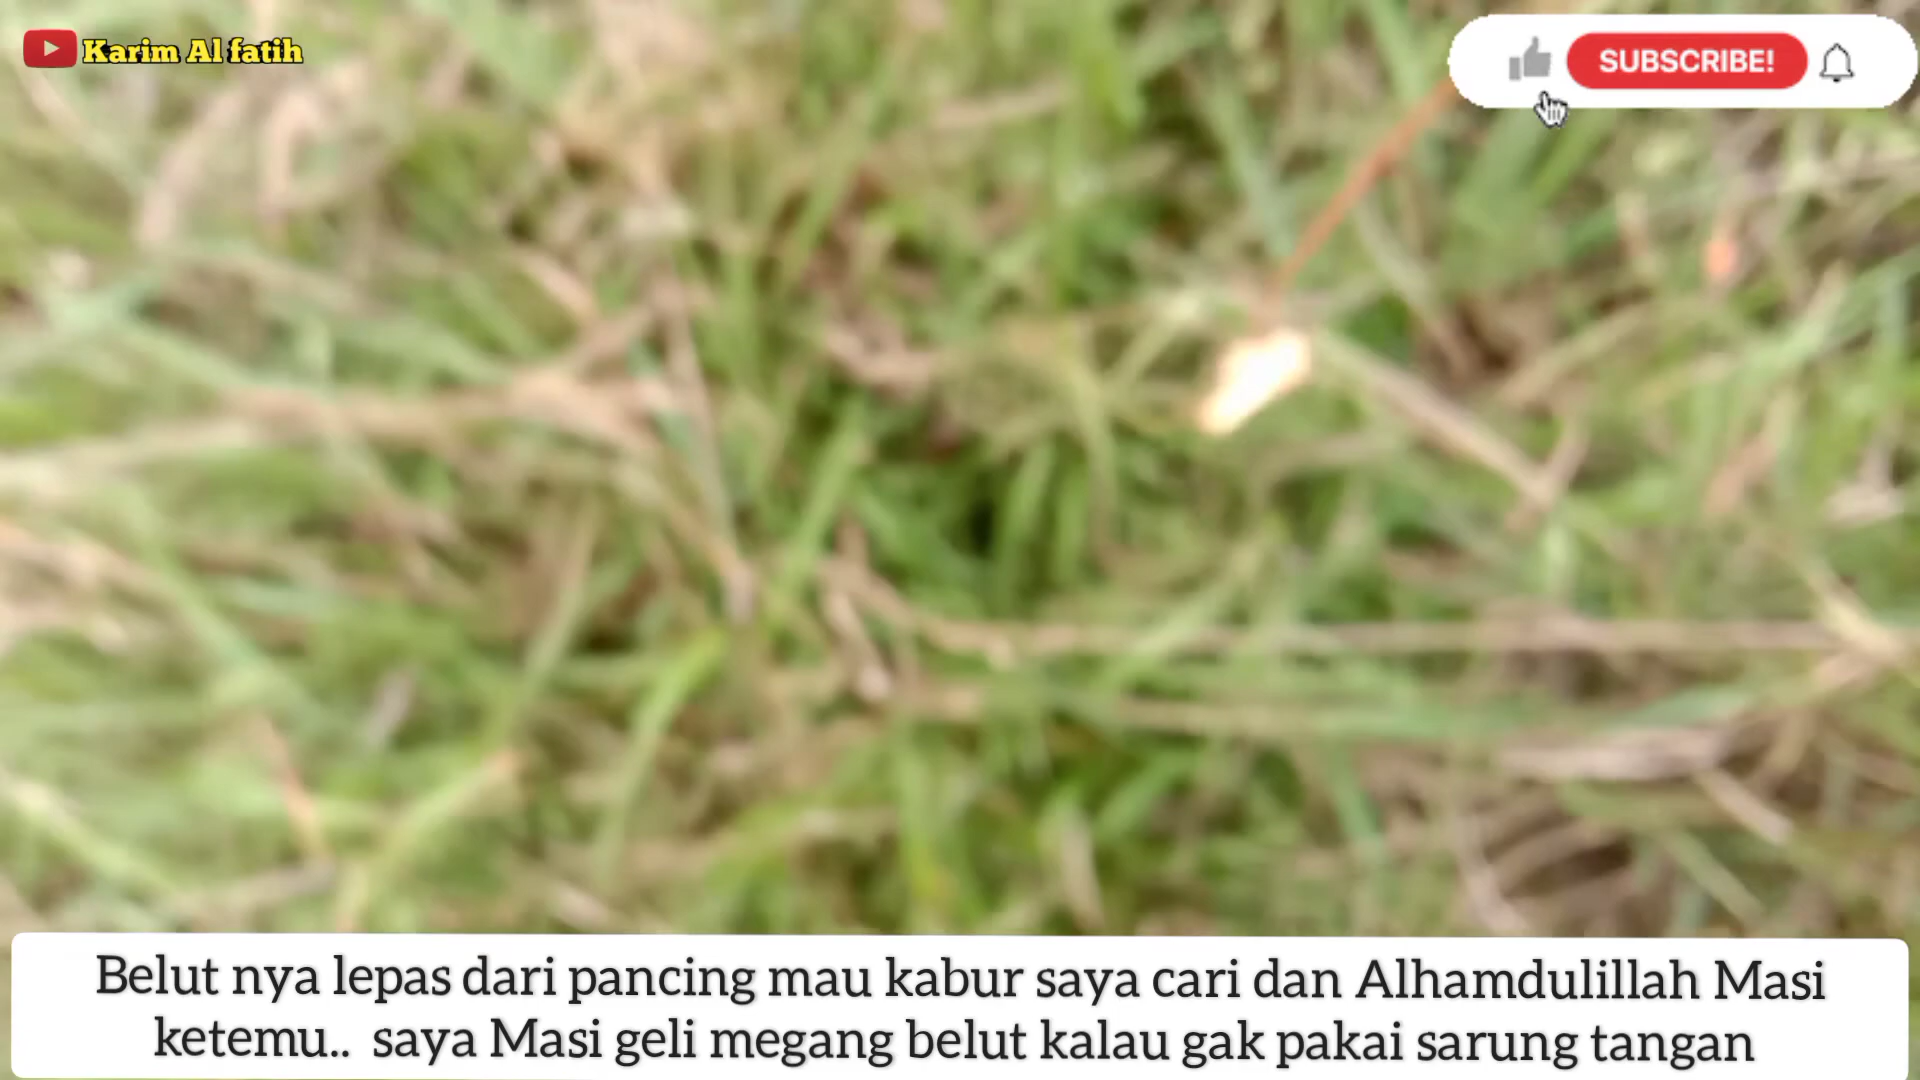 Karim Al fatih
SUBSCRIBE!
Belut nya lepas dari pancing mau kabur saya cari dan Alhamdulillah Masi
ketemu.. saya Masi geli megang belut kalau gak pakai sarung tangan